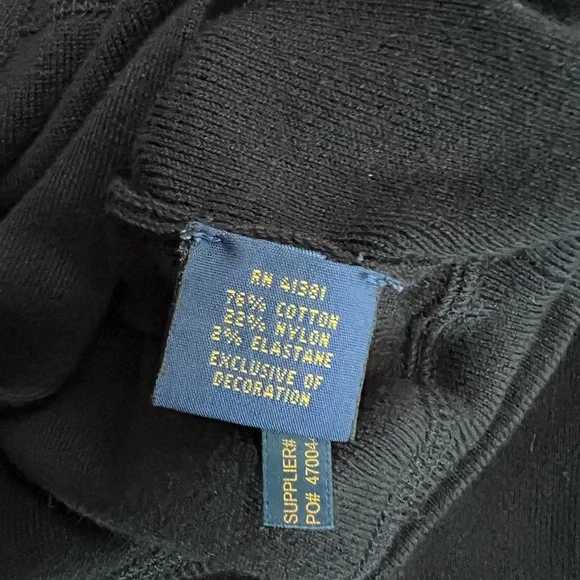 RN 41381
76% COTTON
22% NYLON
2% ELASTANE
EXCLUSIVE OF
DECORATION
SUPPLIER#
PO# 47004